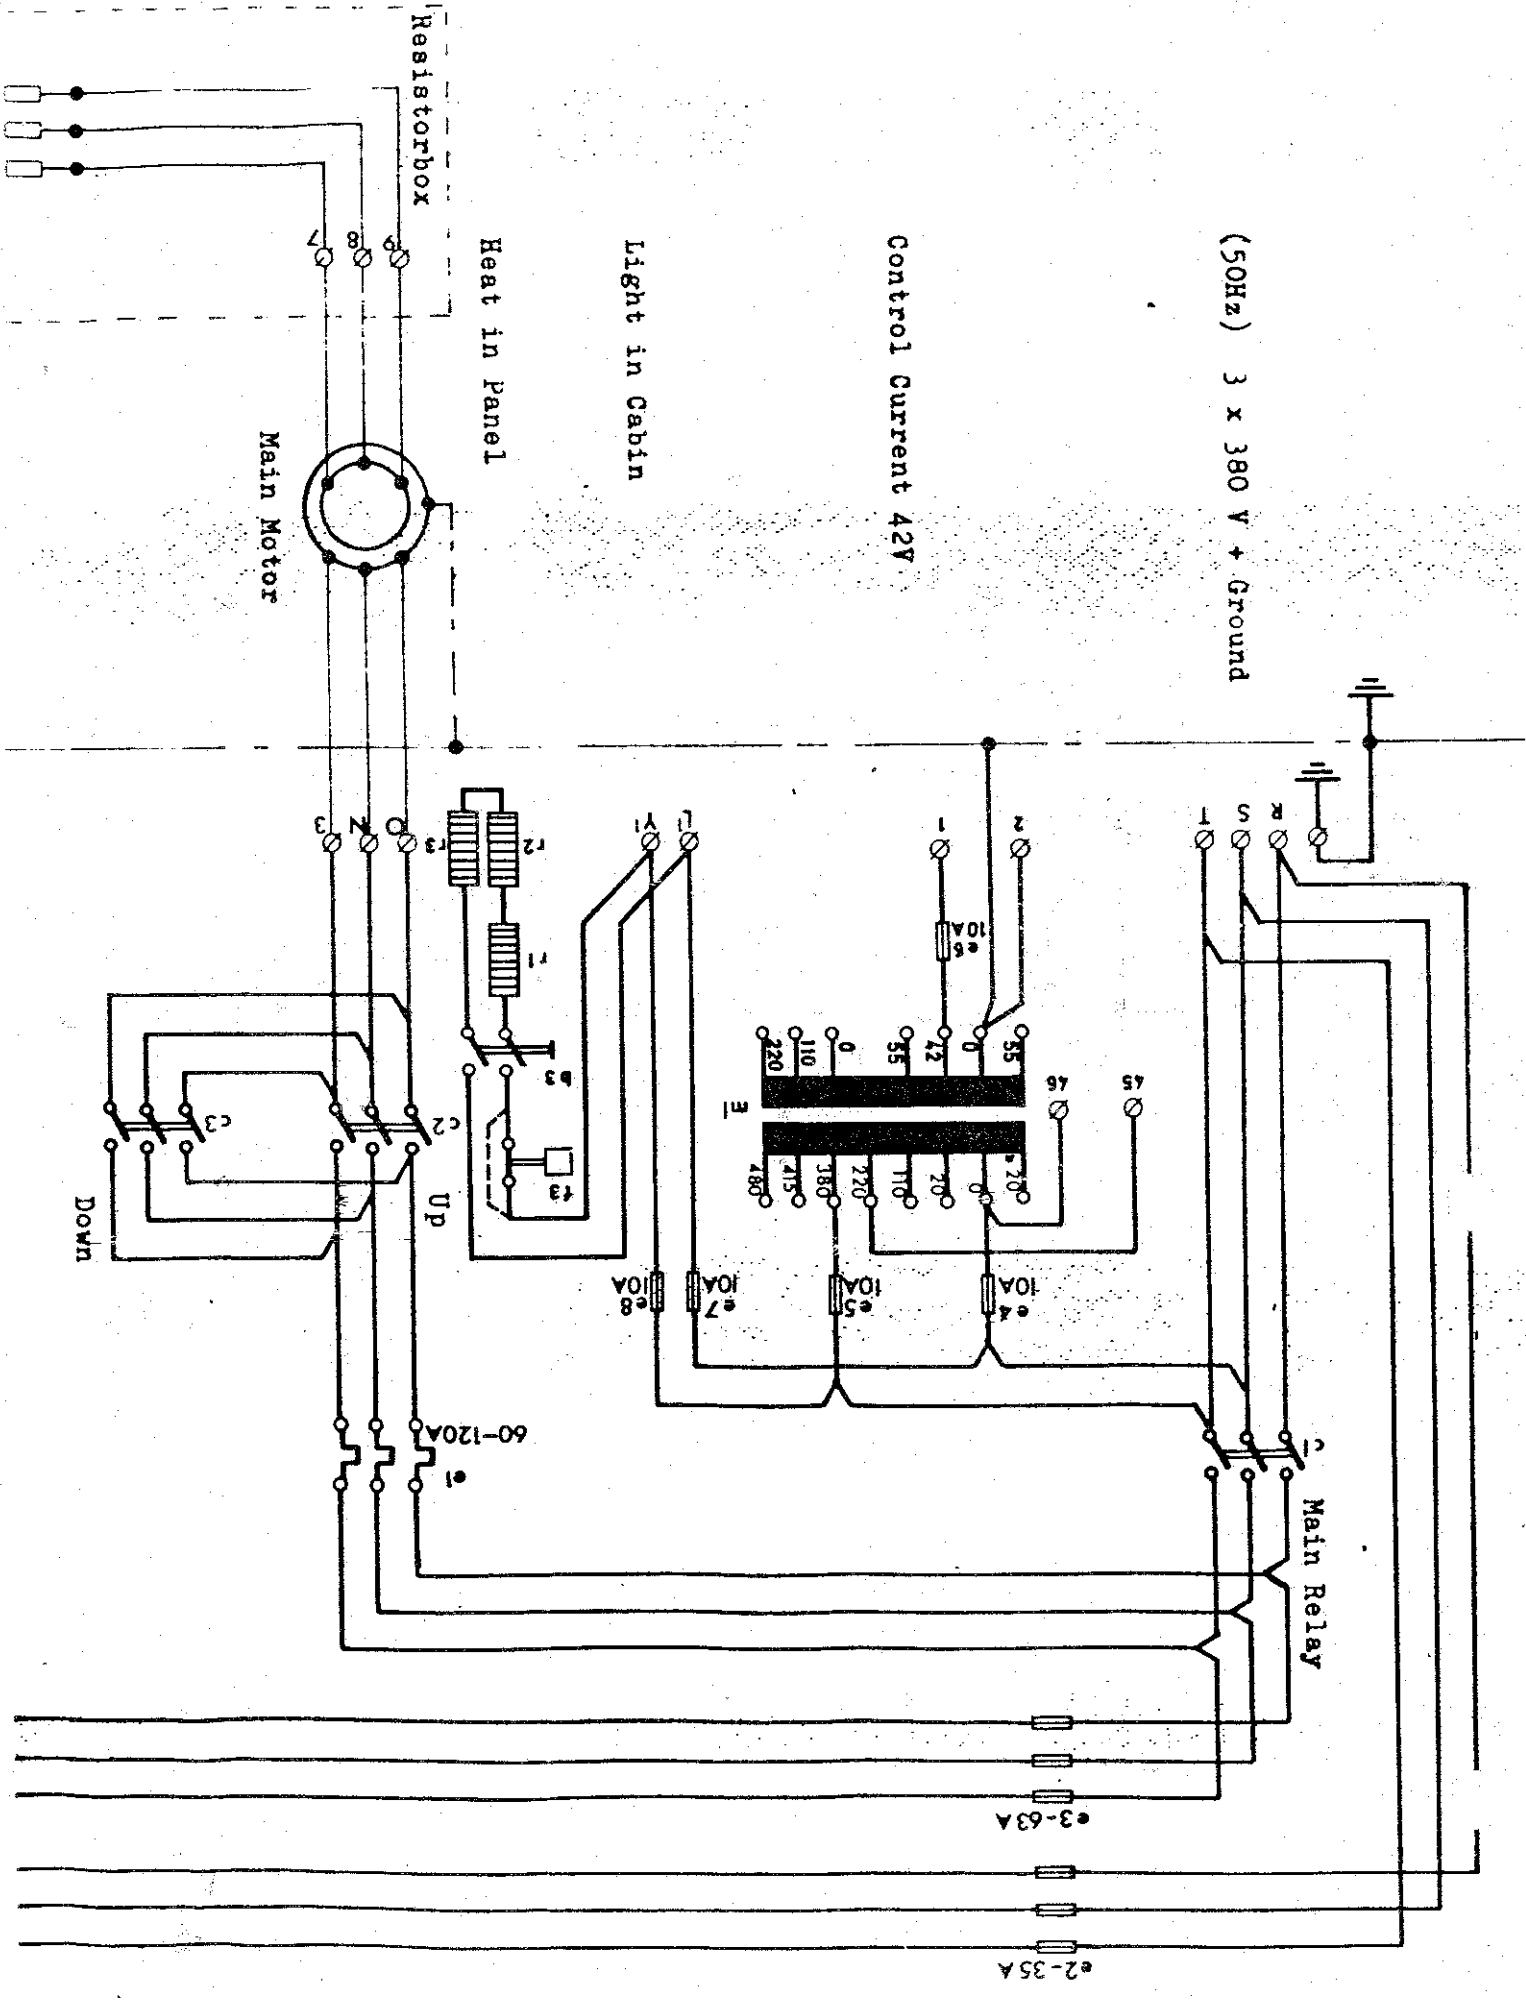 (50Hz) 3 x 380 V + Ground
Control Current 42V
Light in Cabin
Heat in Panel
Resistorbox
Main Motor
7
8
9
R
S
T
2
1
L1
Y1
r2
r3
r1
3
e6
10A
55
0
42
55
0
110
220
46
45
b3
f3
c2
c3
20
0
20
110
220
380
415
480
Up
Down
e4
10A
e5
10A
e7
10A
e8
10A
60-120A
e1
c1
Main Relay
e3-63A
e2-35A